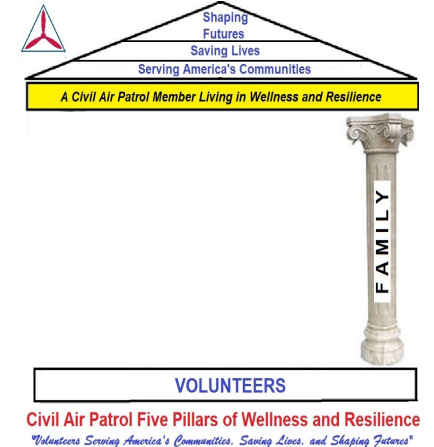 Shaping
Futures
Saving Lives
Serving America's Communities
A Civil Air Patrol Member Living in Wellness and Resilience
FAMILY
VOLUNTEERS
Civil Air Patrol Five Pillars of Wellness and Resilience
"Volunteers Serving America's Communities, Saving Lives, and Shaping Futures"